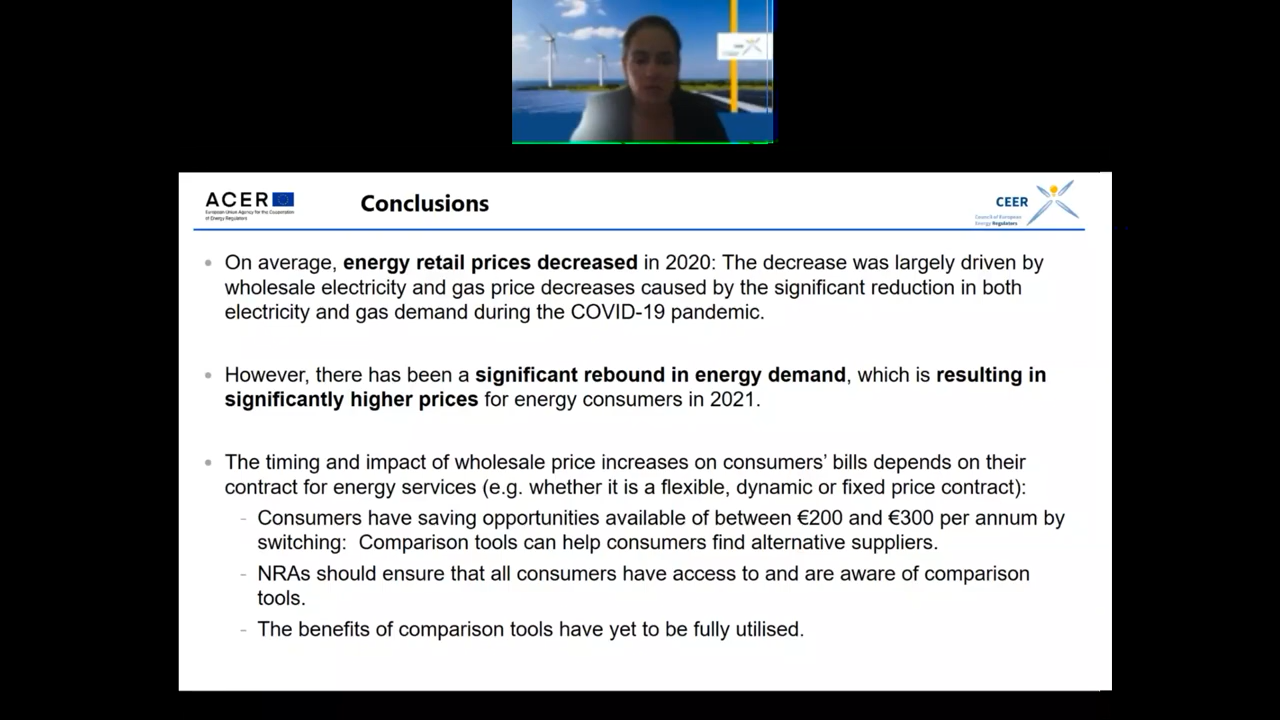 CEER
ACER
European Union Agency for the Cooperation
of Energy Regulators
Conclusions
CEER
Council of European
Energy Regulators
• On average, energy retail prices decreased in 2020: The decrease was largely driven by
wholesale electricity and gas price decreases caused by the significant reduction in both
electricity and gas demand during the COVID-19 pandemic.
• However, there has been a significant rebound in energy demand, which is resulting in
significantly higher prices for energy consumers in 2021.
• The timing and impact of wholesale price increases on consumers’ bills depends on their
contract for energy services (e.g. whether it is a flexible, dynamic or fixed price contract):
- Consumers have saving opportunities available of between €200 and €300 per annum by
switching:  Comparison tools can help consumers find alternative suppliers.
- NRAs should ensure that all consumers have access to and are aware of comparison
tools.
- The benefits of comparison tools have yet to be fully utilised.